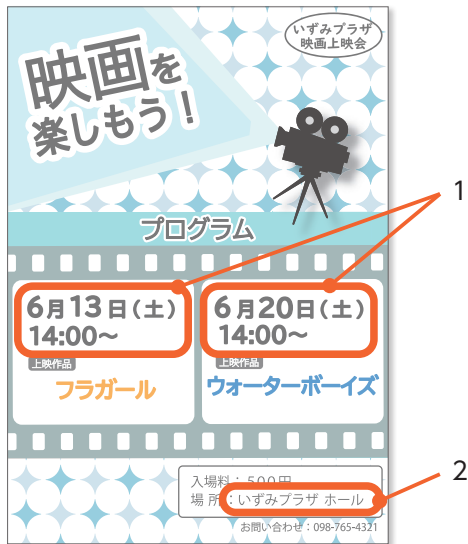 いずみプラザ
映画上映会
映画を
楽しもう！
1
プログラム
6月13日(土)
14:00～
上映作品
フラガール
6月20日(土)
14:00～
上映作品
ウォーターボーイズ
入場料：500円
場 所：いずみプラザ ホール
2
お問い合わせ：098-765-4321